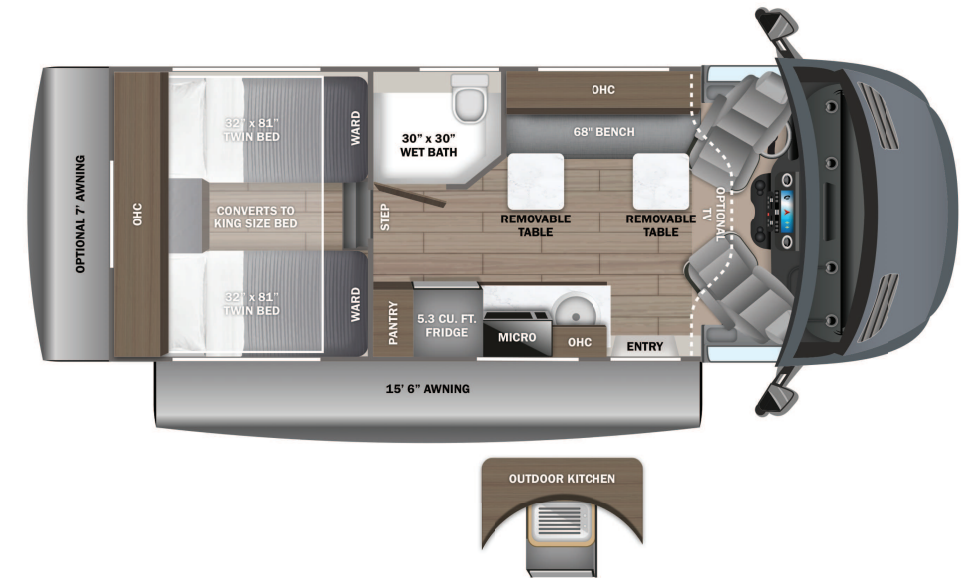 OPTIONAL 7' AWNING
OHC
32" x 81"
TWIN BED
WARD
CONVERTS TO
KING SIZE BED
32" x 81"
TWIN BED
WARD
STEP
30" x 30"
WET BATH
OHC
68" BENCH
REMOVABLE
TABLE
REMOVABLE
TABLE
OPTIONAL
TV
PANTRY
5.3 CU. FT.
FRIDGE
MICRO
OHC
ENTRY
15' 6" AWNING
OUTDOOR KITCHEN